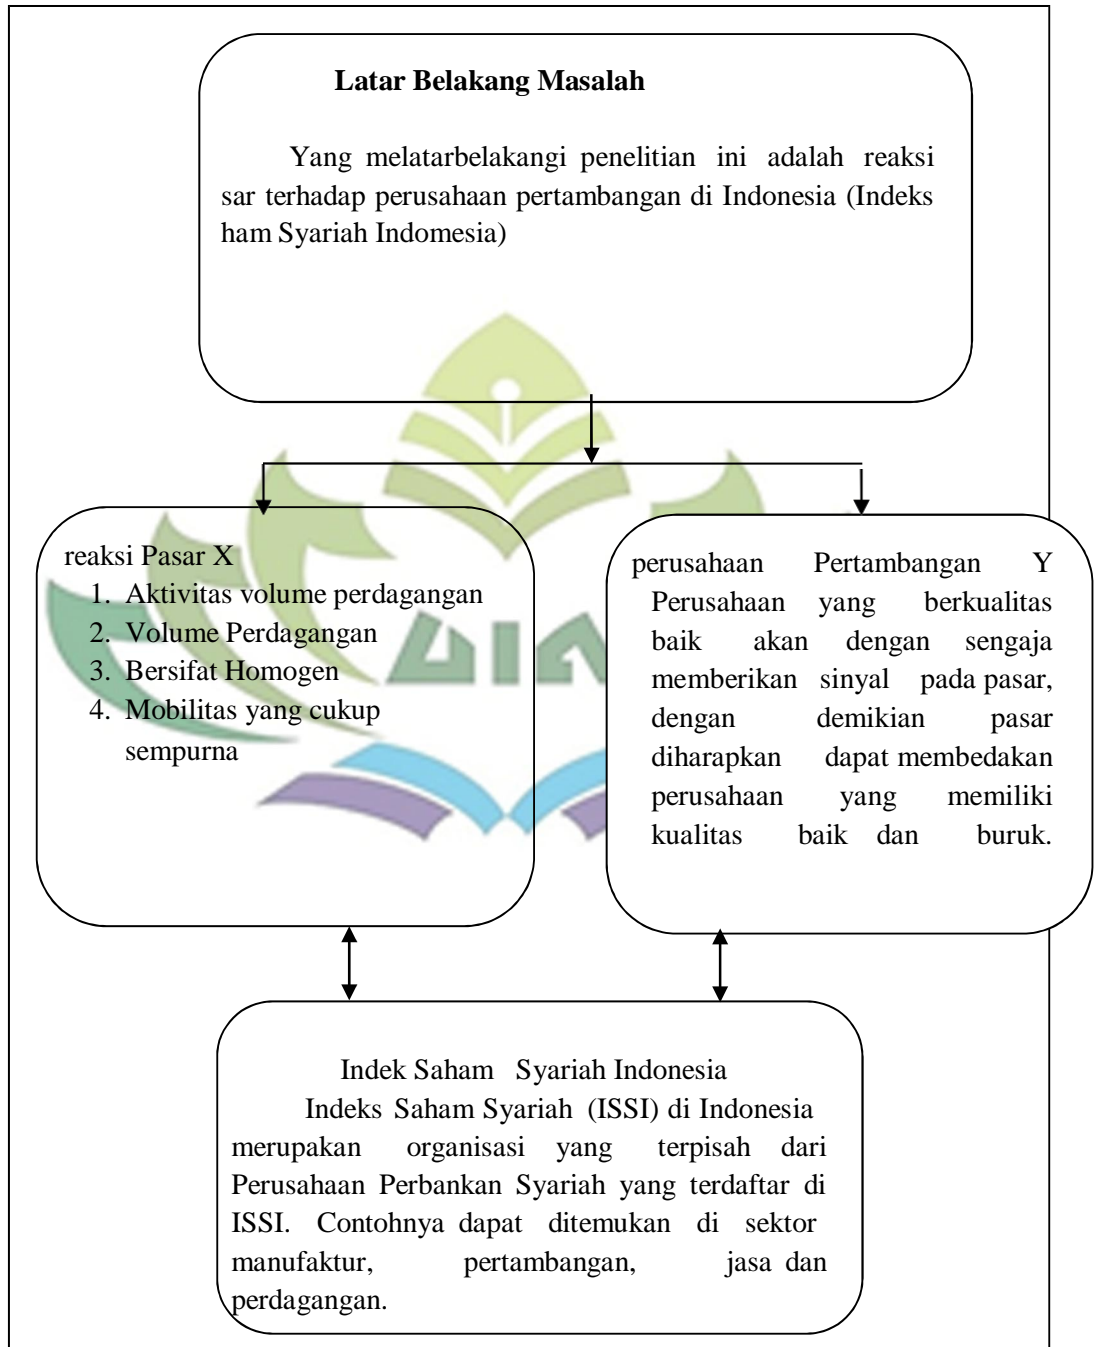 Latar Belakang Masalah
Yang melatarbelakangi penelitian ini adalah reaksi
sar terhadap perusahaan pertambangan di Indonesia (Indeks
ham Syariah Indomesia)
reaksi Pasar X
1. Aktivitas volume perdagangan
2. Volume Perdagangan
3. Bersifat Homogen
4. Mobilitas yang cukup
sempurna
perusahaan Pertambangan Y
Perusahaan yang berkualitas
baik akan dengan sengaja
memberikan sinyal pada pasar,
dengan demikian pasar
diharapkan dapat membedakan
perusahaan yang memiliki
kualitas baik dan buruk.
Indek Saham Syariah Indonesia
Indeks Saham Syariah (ISSI) di Indonesia
merupakan organisasi yang terpisah dari
Perusahaan Perbankan Syariah yang terdaftar di
ISSI. Contohnya dapat ditemukan di sektor
manufaktur, pertambangan, jasa dan
perdagangan.